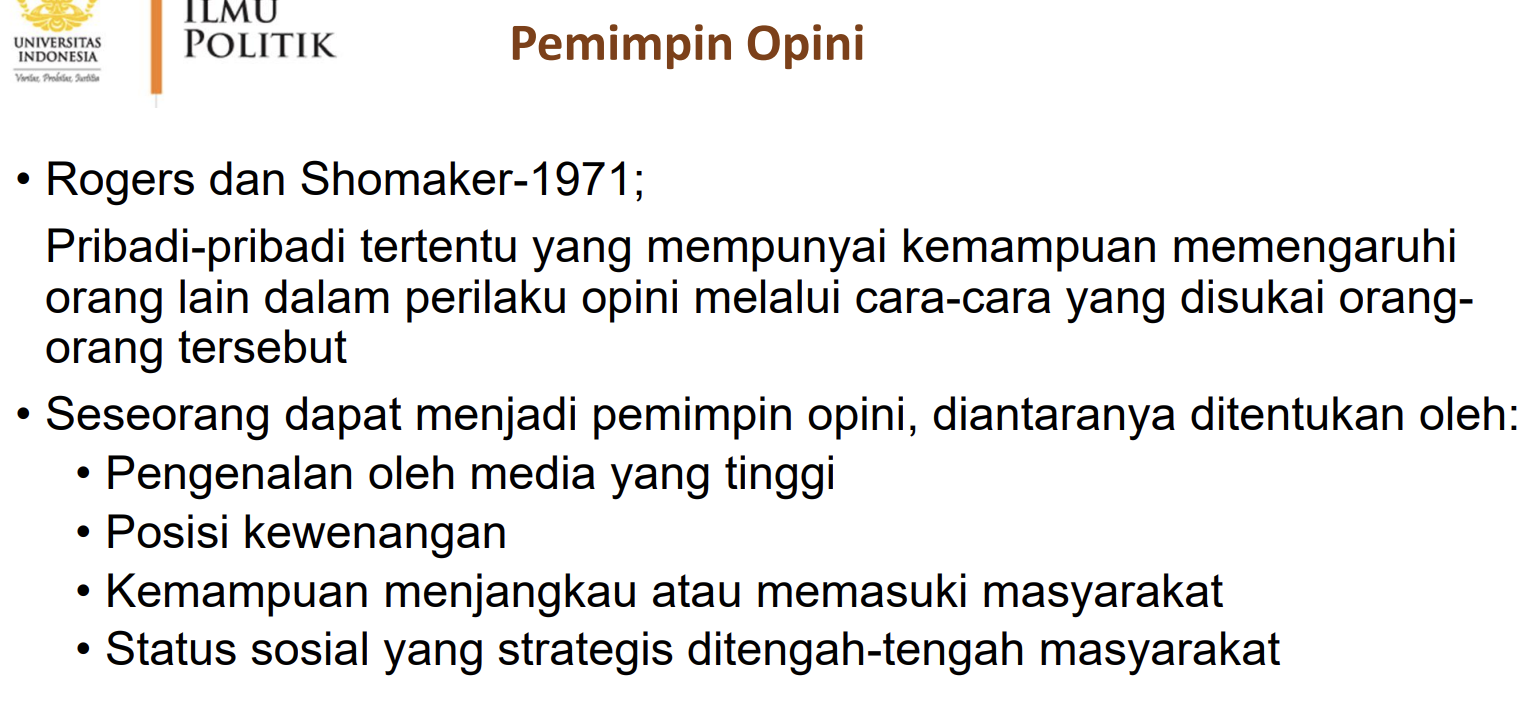 ILMU
POLITIK
UNIVERSITAS
INDONESIA
Veritas, Probitas, Justitia
Pemimpin Opini
• Rogers dan Shomaker-1971;
Pribadi-pribadi tertentu yang mempunyai kemampuan memengaruhi
orang lain dalam perilaku opini melalui cara-cara yang disukai orang-
orang tersebut
• Seseorang dapat menjadi pemimpin opini, diantaranya ditentukan oleh:
• Pengenalan oleh media yang tinggi
• Posisi kewenangan
• Kemampuan menjangkau atau memasuki masyarakat
• Status sosial yang strategis ditengah-tengah masyarakat